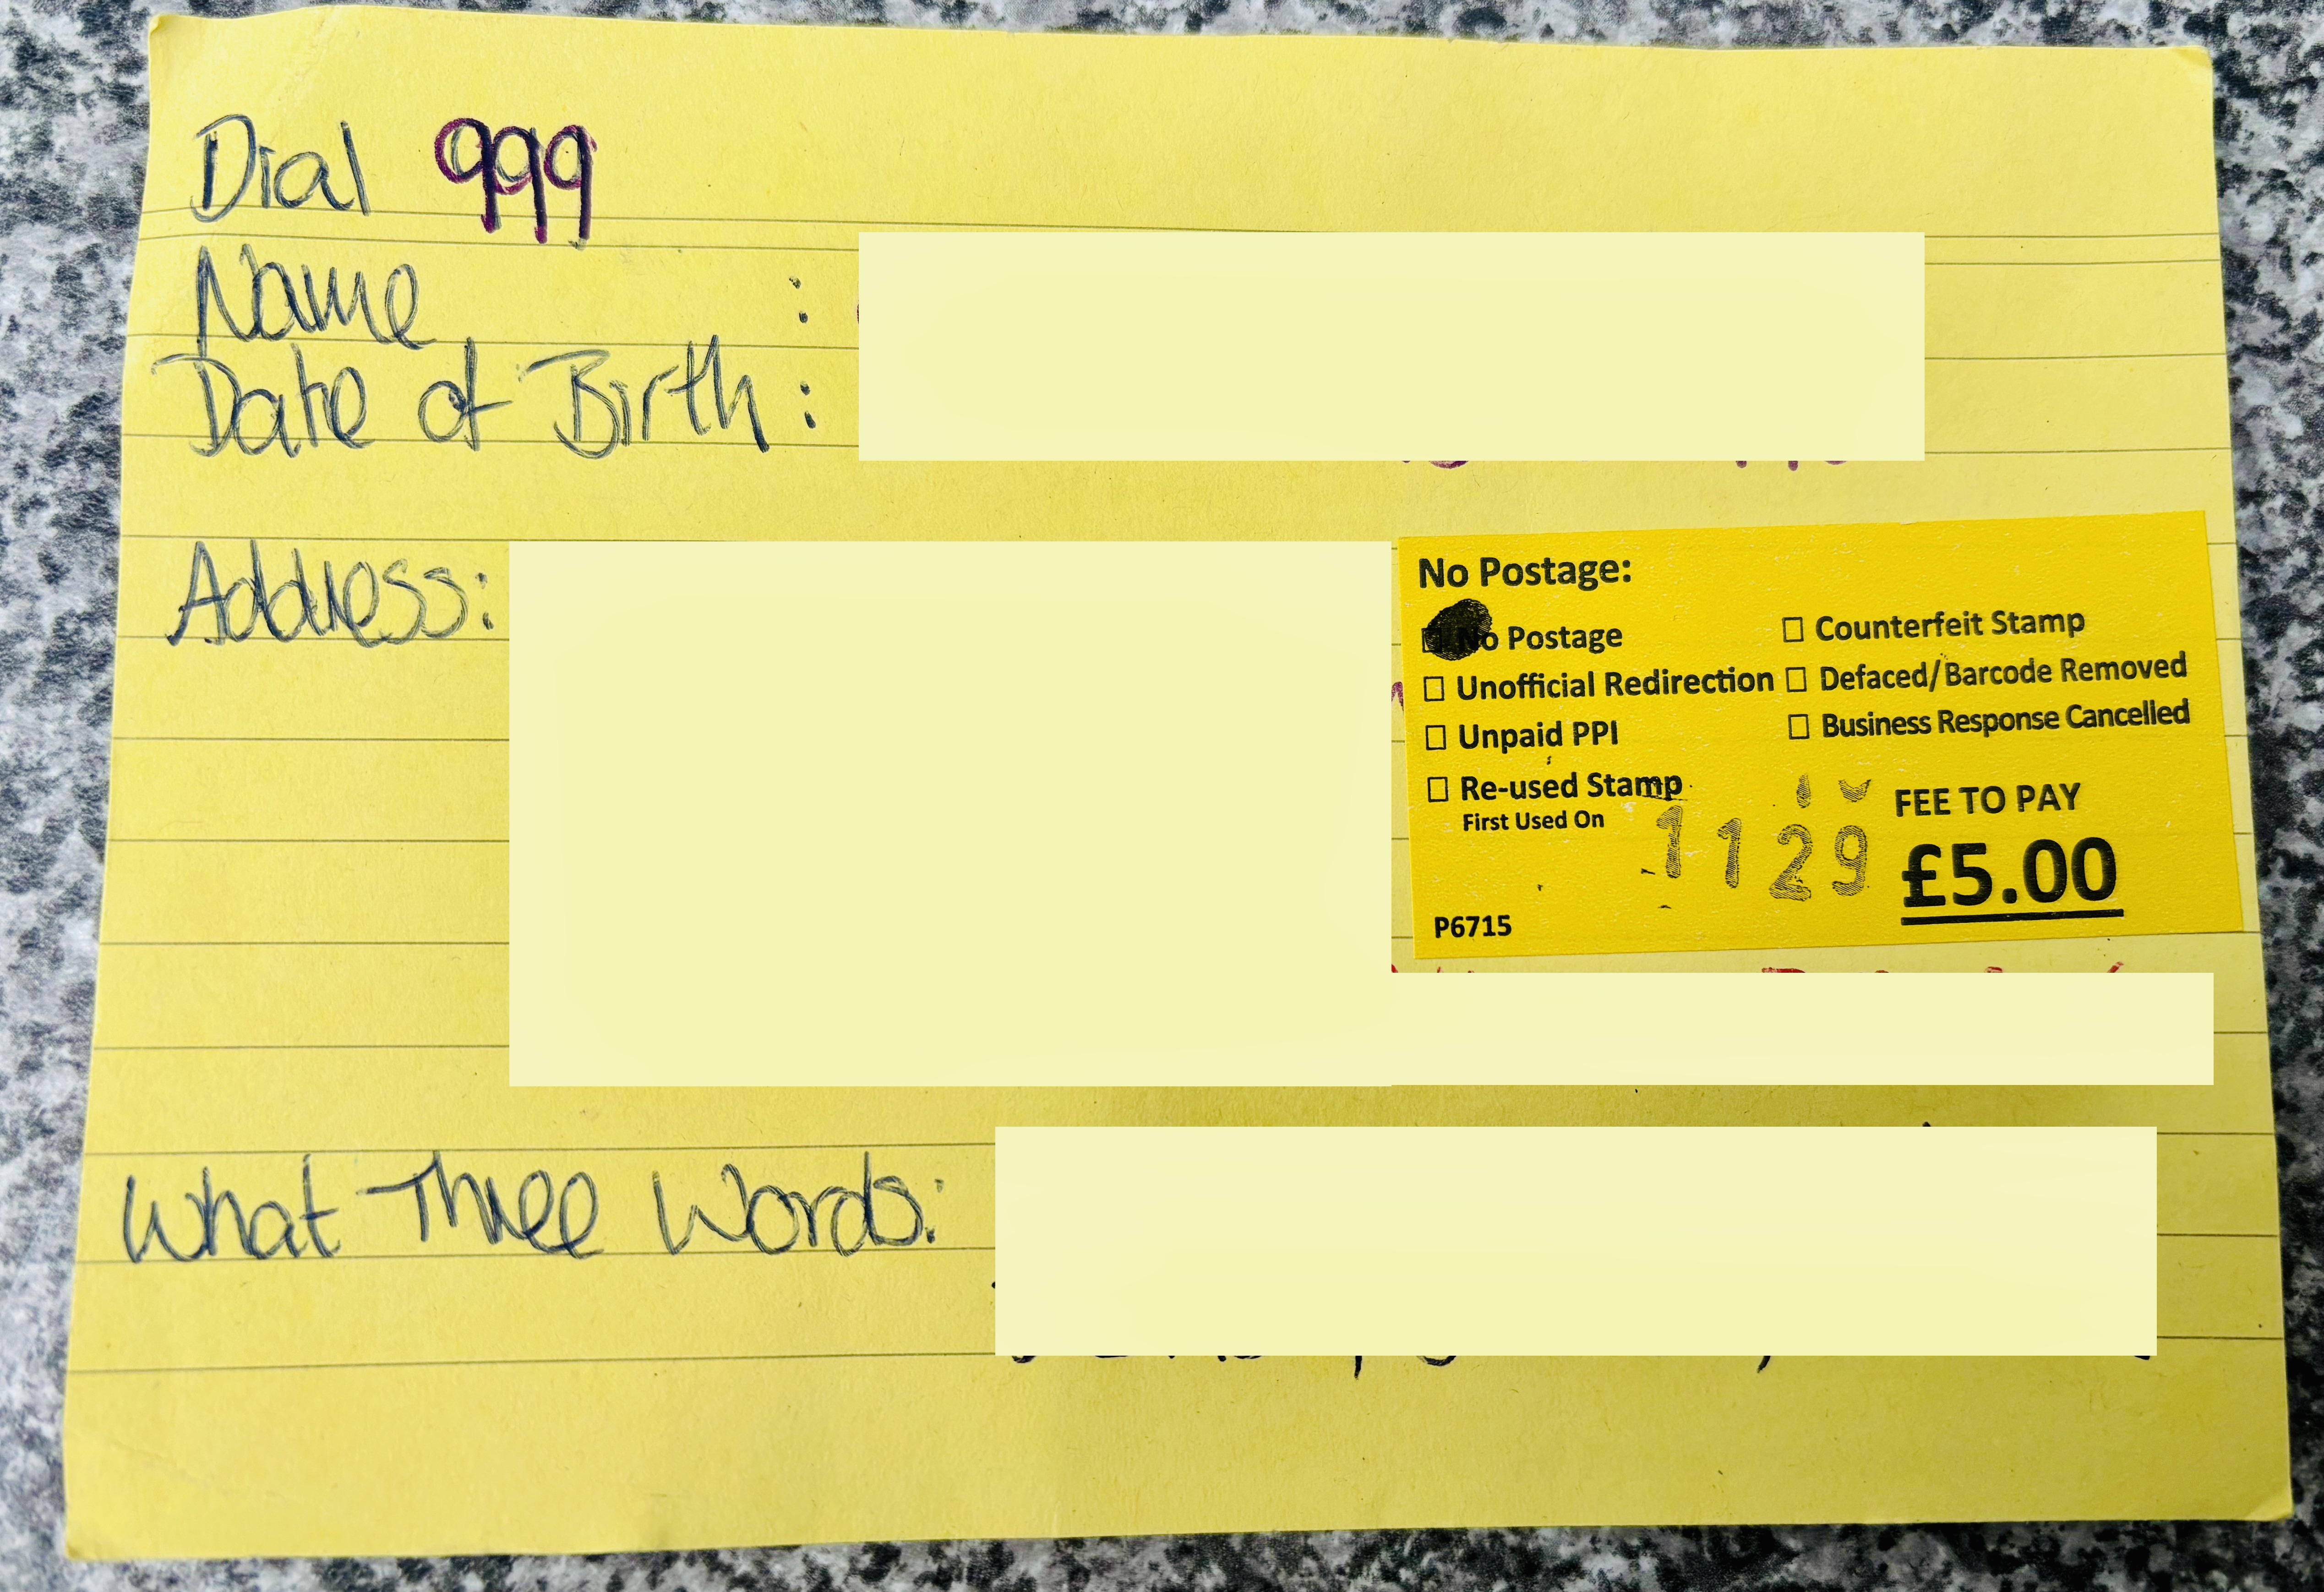 Dial 999
Name :
Date of Birth :
Address:
No Postage:
No Postage
Counterfeit Stamp
Unofficial Redirection
Defaced/Barcode Removed
Unpaid PPI
Business Response Cancelled
Re-used Stamp
First Used On
1129
FEE TO PAY
£5.00
P6715
What Three Words: